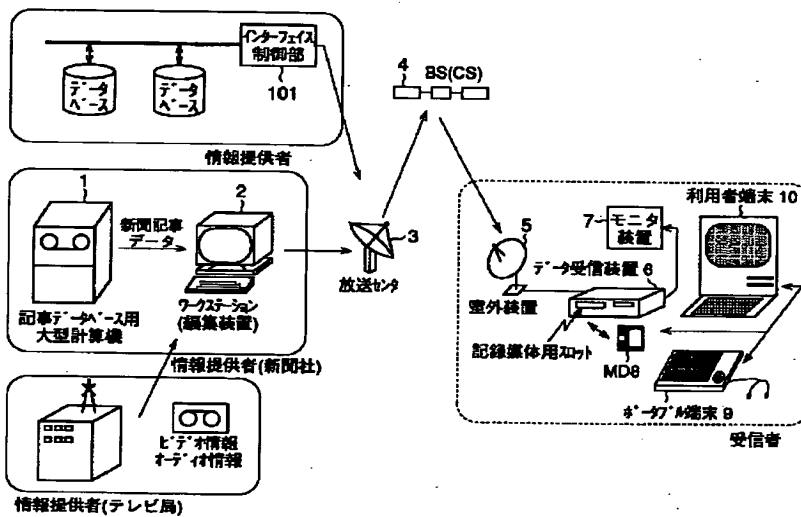 インターフェイス
制御部
101
データ
ベース
データ
ベース
情報提供者
4
BS(CS)
1
2
新聞記事
データ
3
放送センタ
記事データベース用
大型計算機
ワークステーション
(編集装置)
情報提供者(新聞社)
ビデオ情報
オーディオ情報
情報提供者(テレビ局)
利用者端末 10
7
モニタ
装置
5
データ受信装置 6
室外装置
記録媒体用スロット
MD8
ポータブル端末 9
受信者